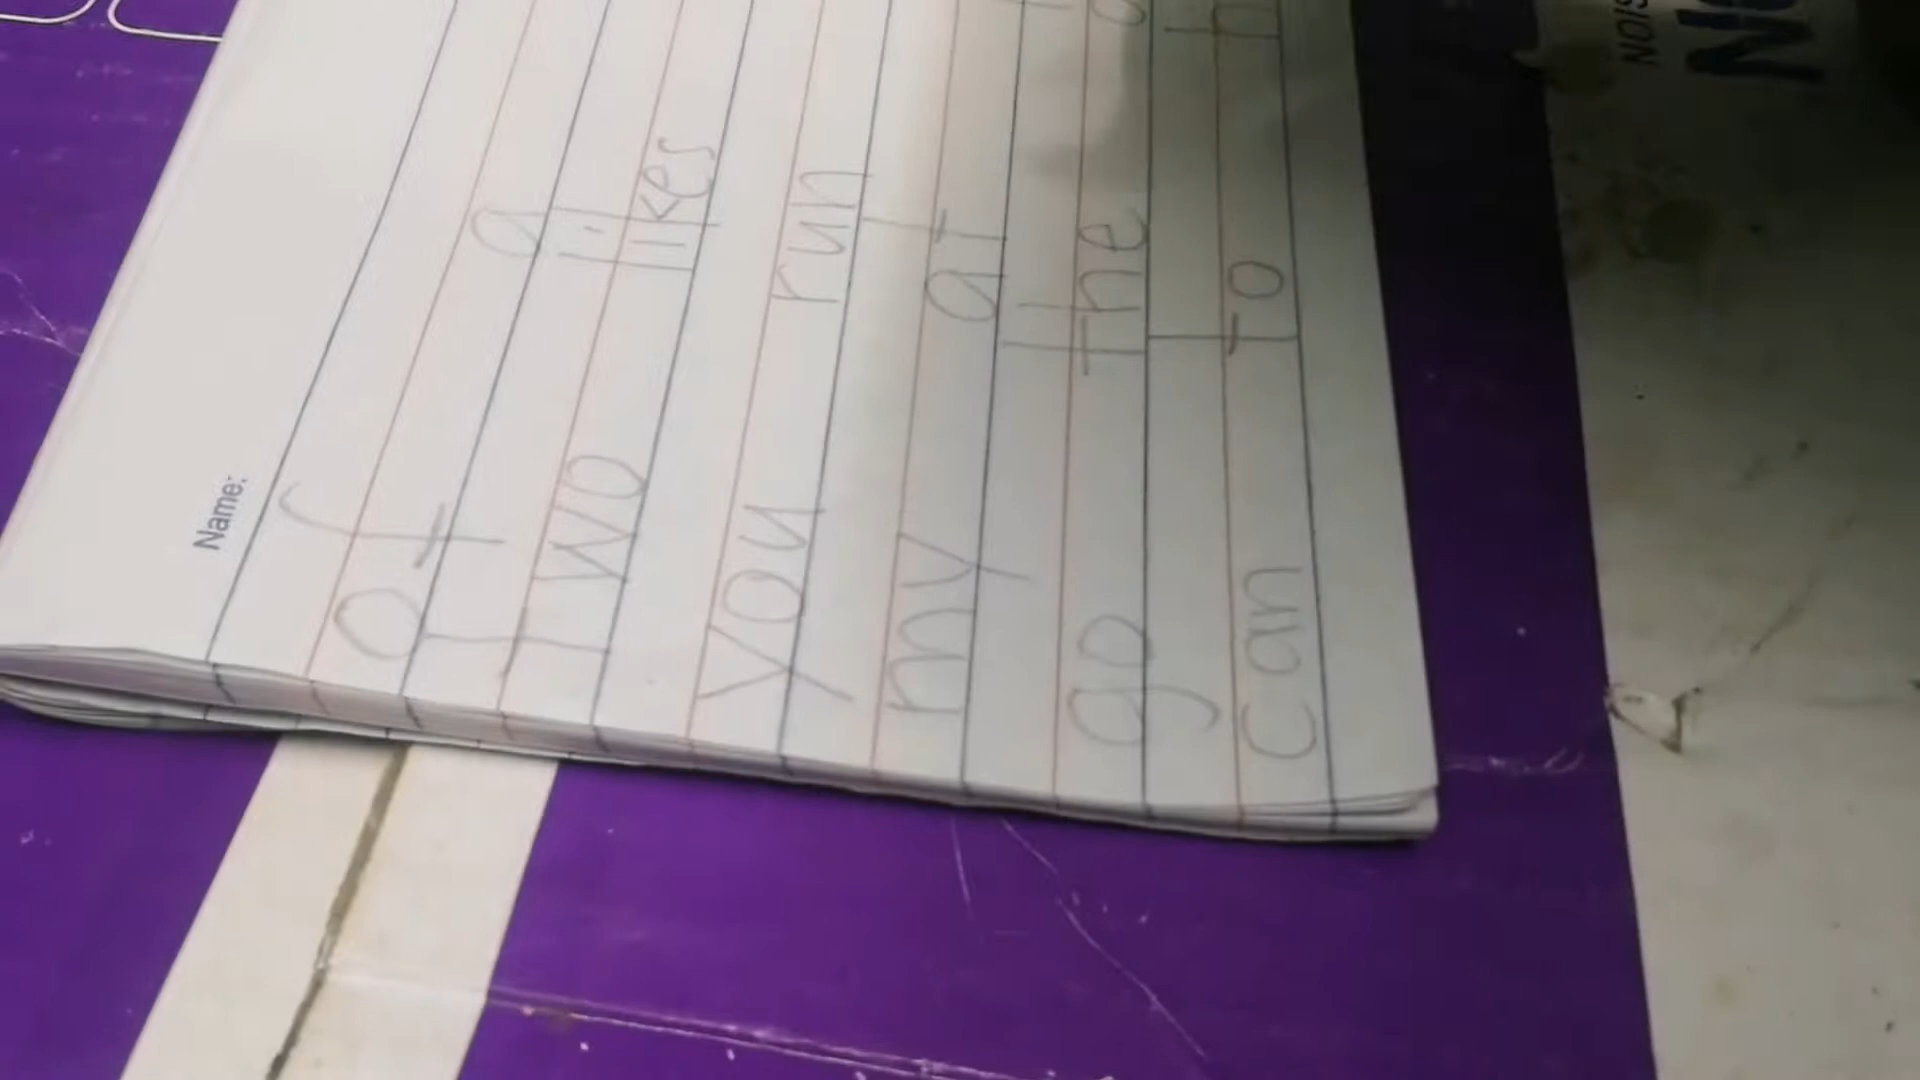 Name:
of a
Two likes
you run
my at
go the
can to